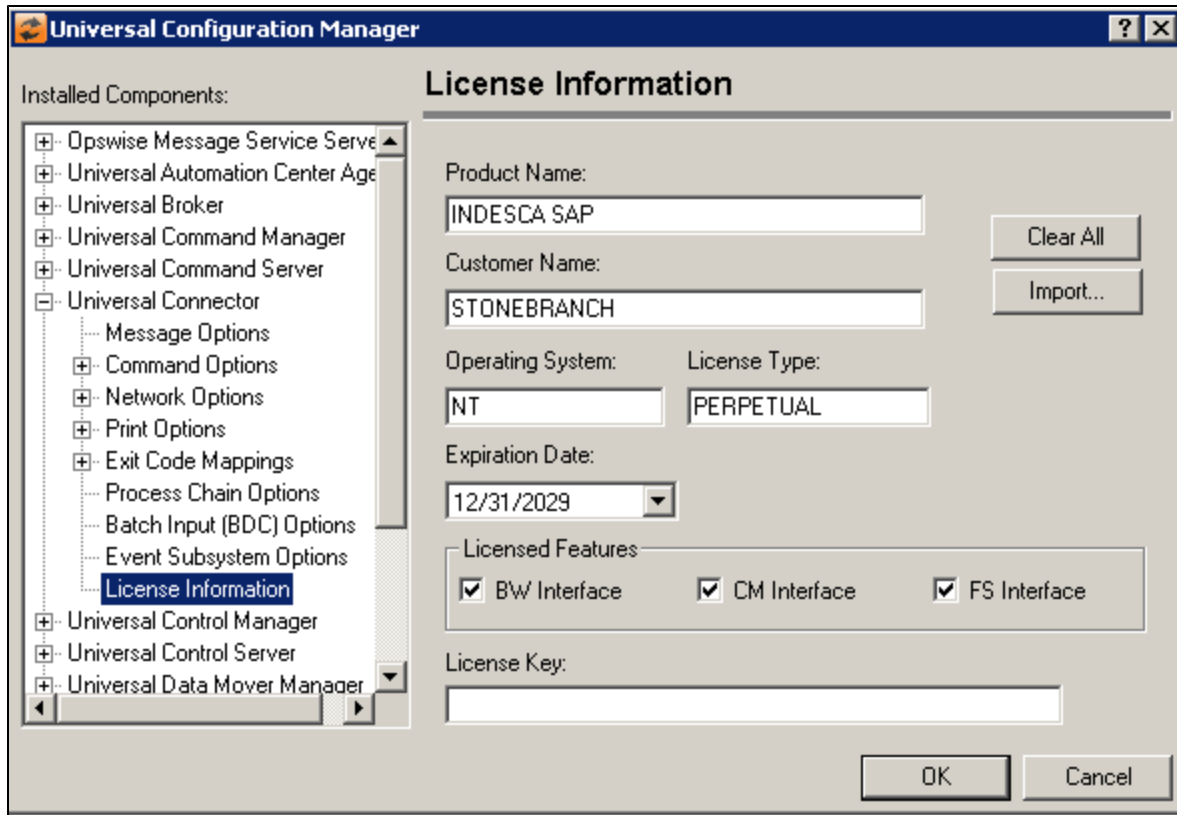 Universal Configuration Manager
Installed Components:
Opswise Message Service Serve
Universal Automation Center Age
Universal Broker
Universal Command Manager
Universal Command Server
Universal Connector
Message Options
Command Options
Network Options
Print Options
Exit Code Mappings
Process Chain Options
Batch Input (BDC) Options
Event Subsystem Options
License Information
Universal Control Manager
Universal Control Server
Universal Data Mover Manager
License Information
Product Name:
INDESCA SAP
Clear All
Customer Name:
Import...
STONEBRANCH
Operating System: License Type:
NT PERPETUAL
Expiration Date:
12/31/2029
Licensed Features
BW Interface CM Interface FS Interface
License Key:
OK Cancel